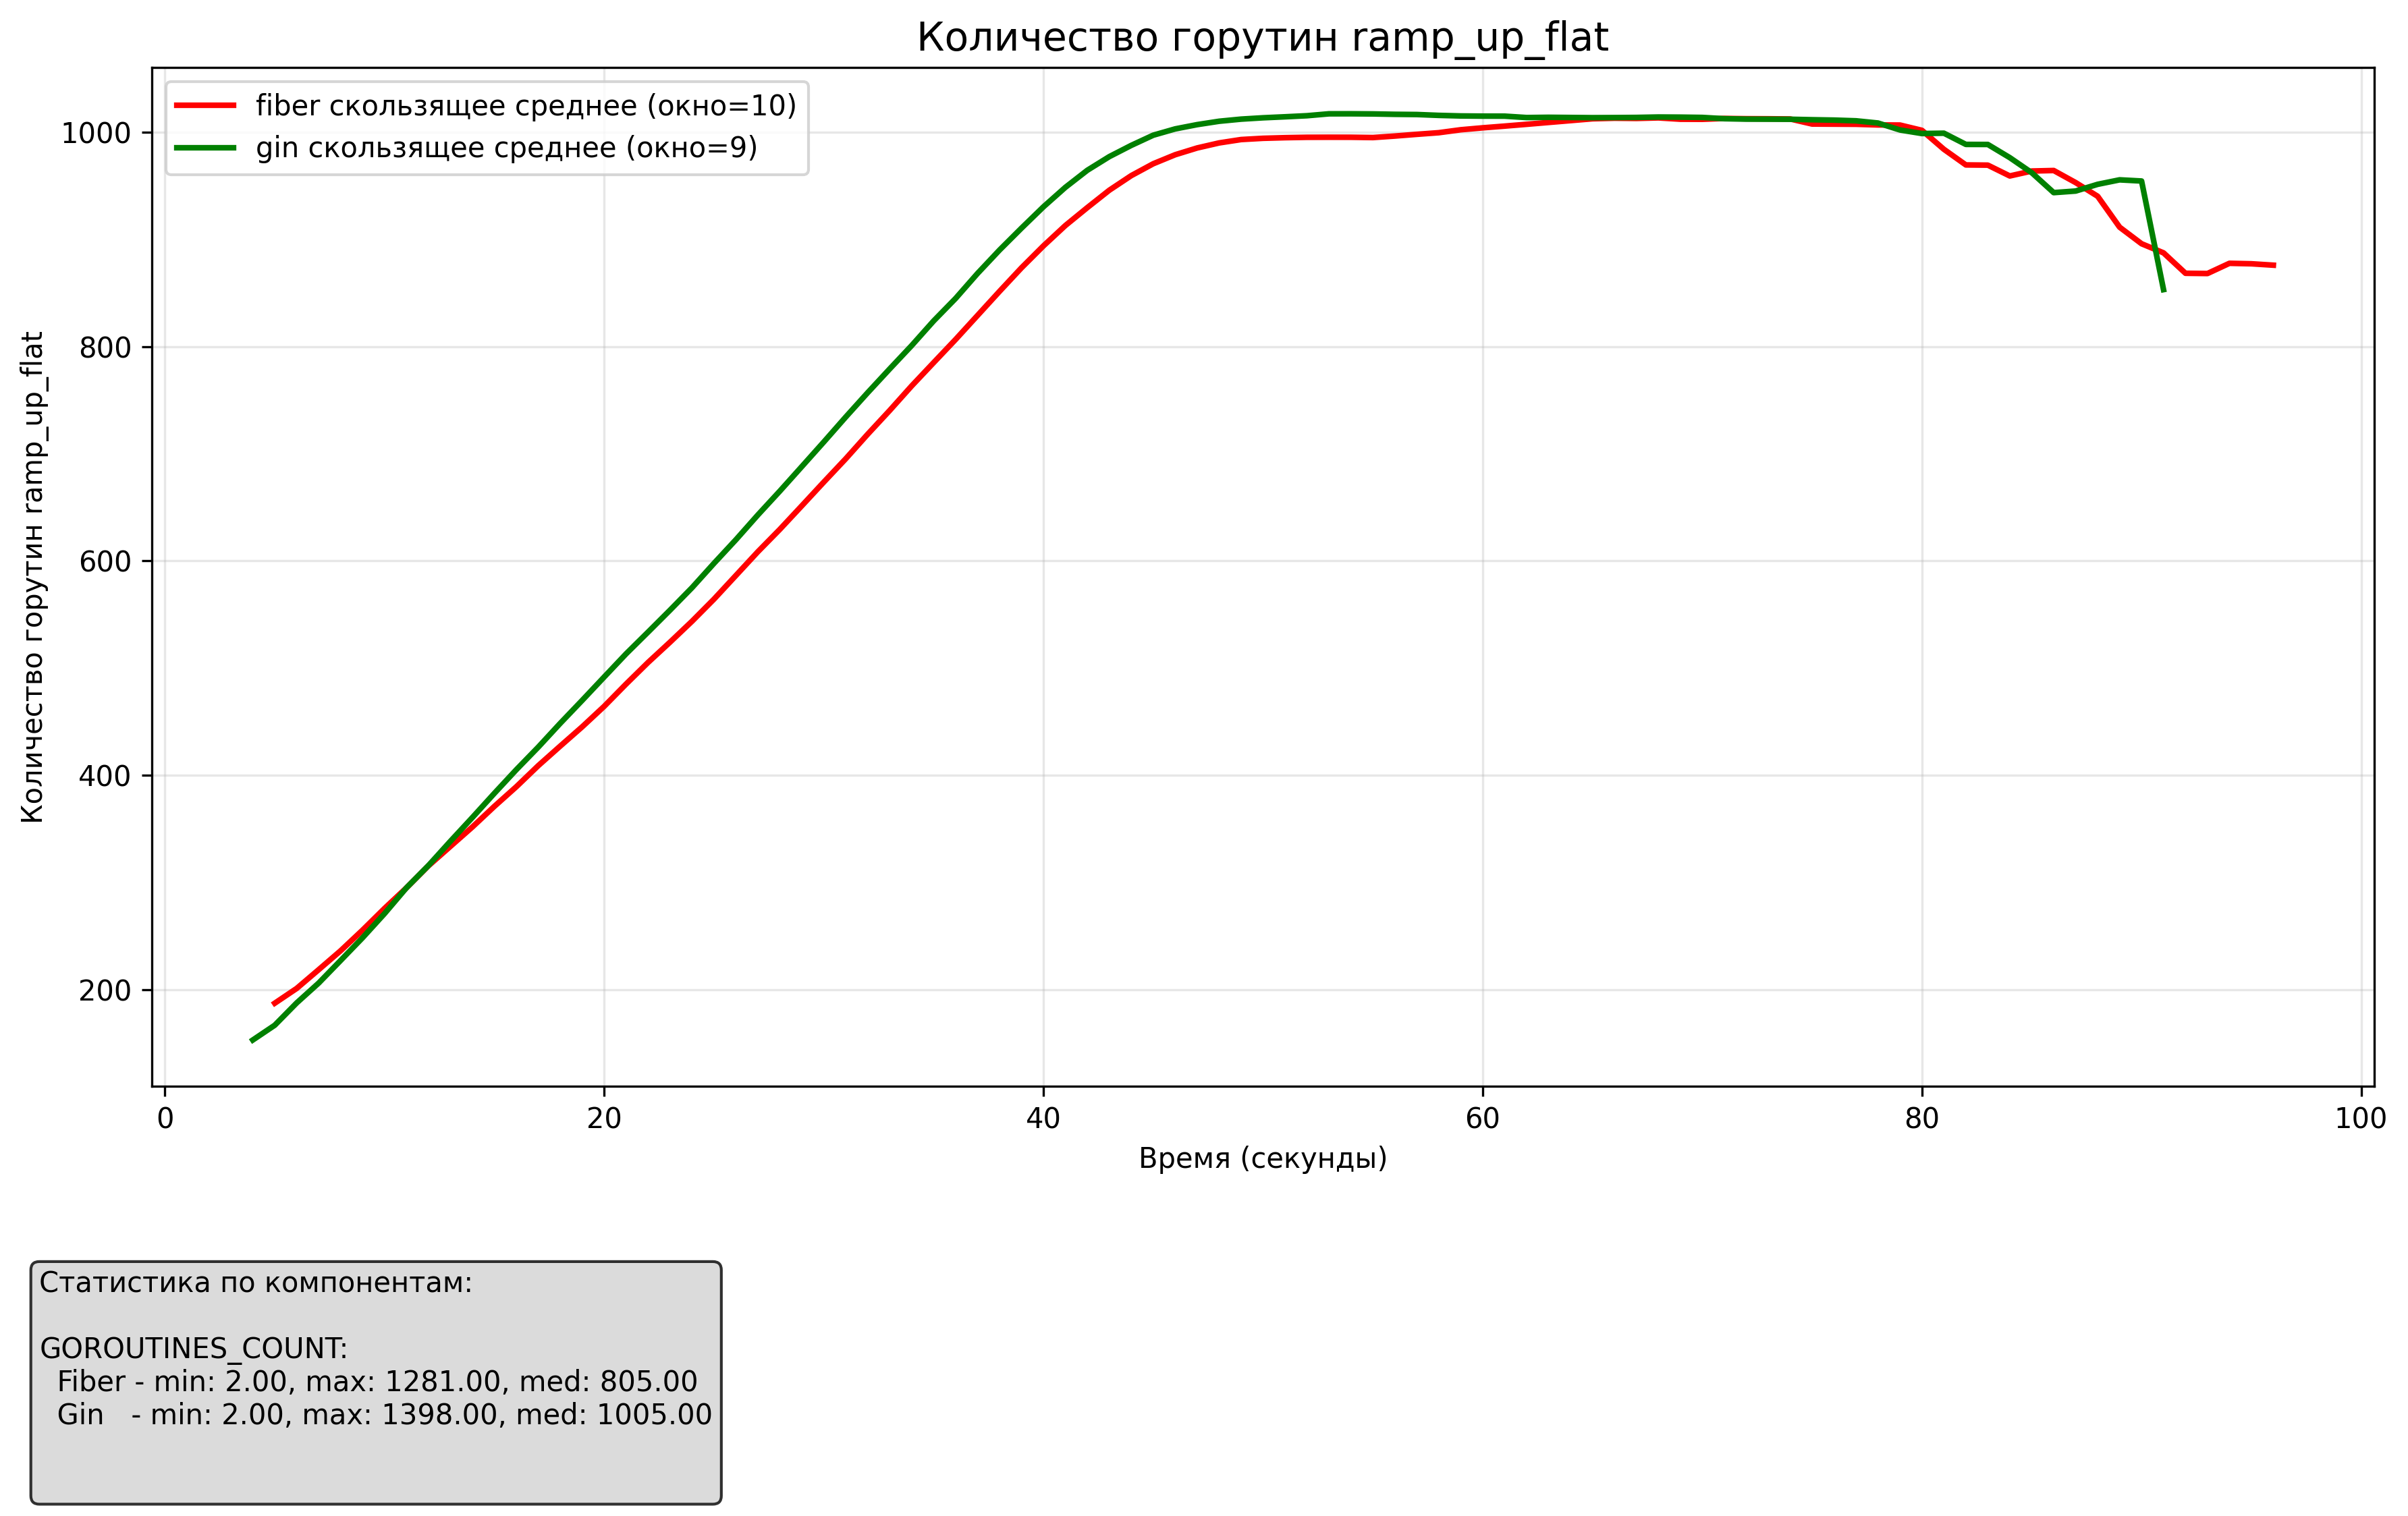 Количество горутин ramp_up_flat
fiber скользящее среднее (окно=10)
gin скользящее среднее (окно=9)
Количество горутин ramp_up_flat
1000
800
600
400
200
0 20 40 60 80 100
Время (секунды)
Статистика по компонентам:
GOROUTINES_COUNT:
Fiber - min: 2.00, max: 1281.00, med: 805.00
Gin - min: 2.00, max: 1398.00, med: 1005.00